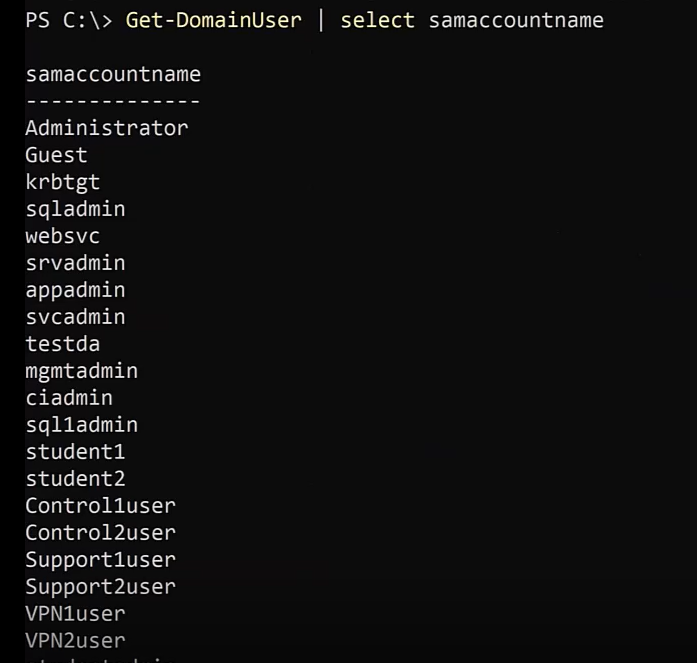 PS C:\> Get-DomainUser | select samaccountname
samaccountname
--------------
Administrator
Guest
krbtgt
sqladmin
websvc
srvadmin
appadmin
svcadmin
testda
mgmtadmin
ciadmin
sql1admin
student1
student2
Control1user
Control2user
Support1user
Support2user
VPN1user
VPN2user